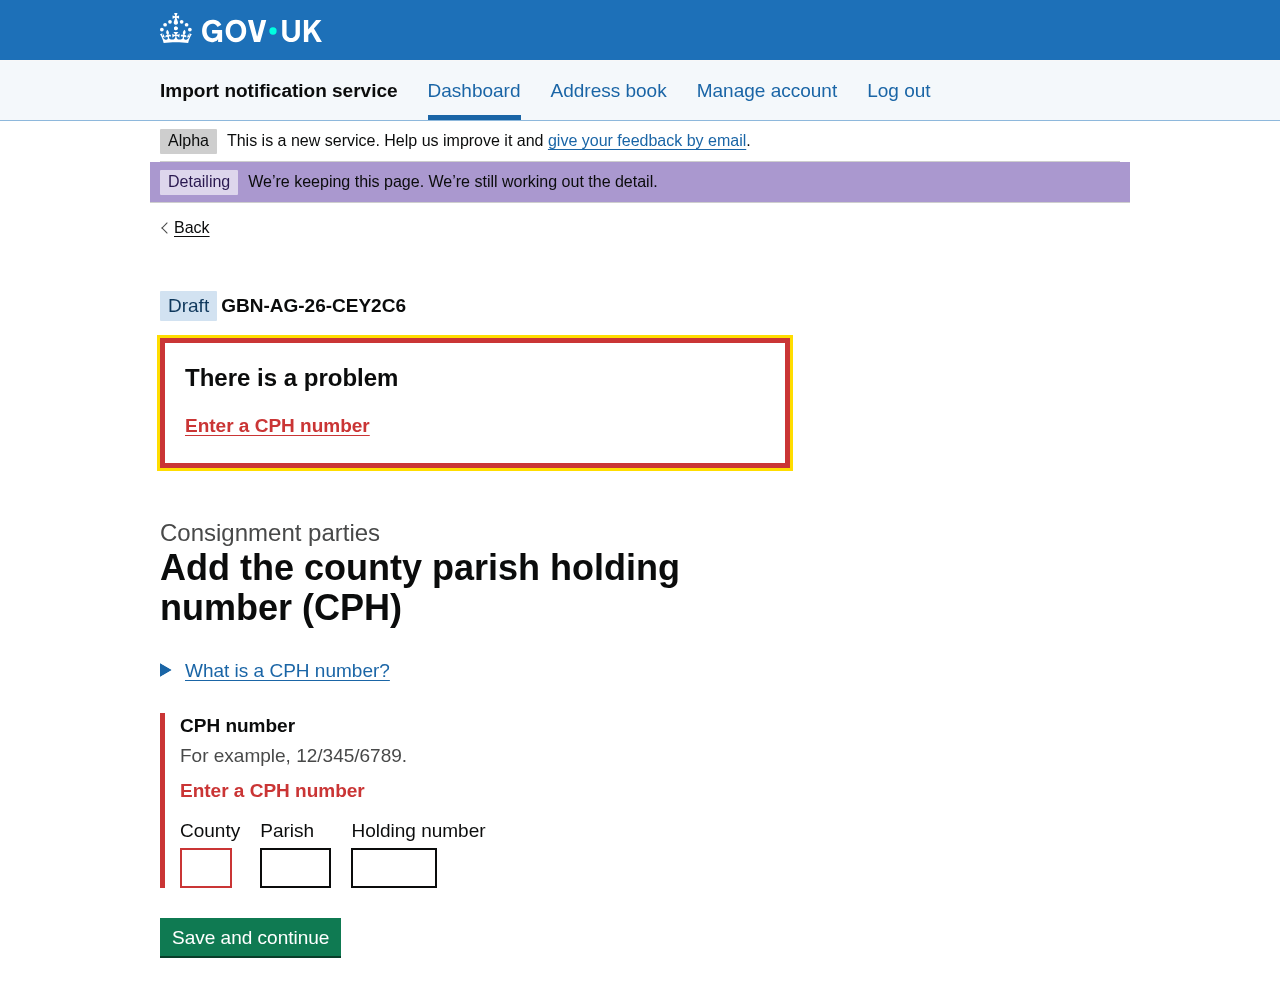 GOV·UK
Import notification service Dashboard Address book Manage account Log out
Alpha This is a new service. Help us improve it and give your feedback by email.
Detailing We’re keeping this page. We’re still working out the detail.
Back
Draft GBN-AG-26-CEY2C6
There is a problem
Enter a CPH number
Consignment parties
Add the county parish holding
number (CPH)
What is a CPH number?
CPH number
For example, 12/345/6789.
Enter a CPH number
County Parish Holding number
Save and continue